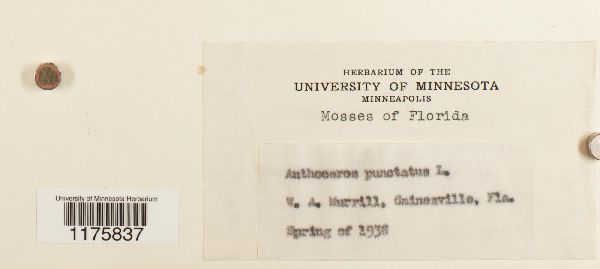 HERBARIUM OF THE
UNIVERSITY OF MINNESOTA
MINNEAPOLIS
Mosses of Florida
Anthoceros punctatus L.
W. A. Murrill, Gainesville, Fla.
Spring of 1938
University of Minnesota Herbarium
1175837